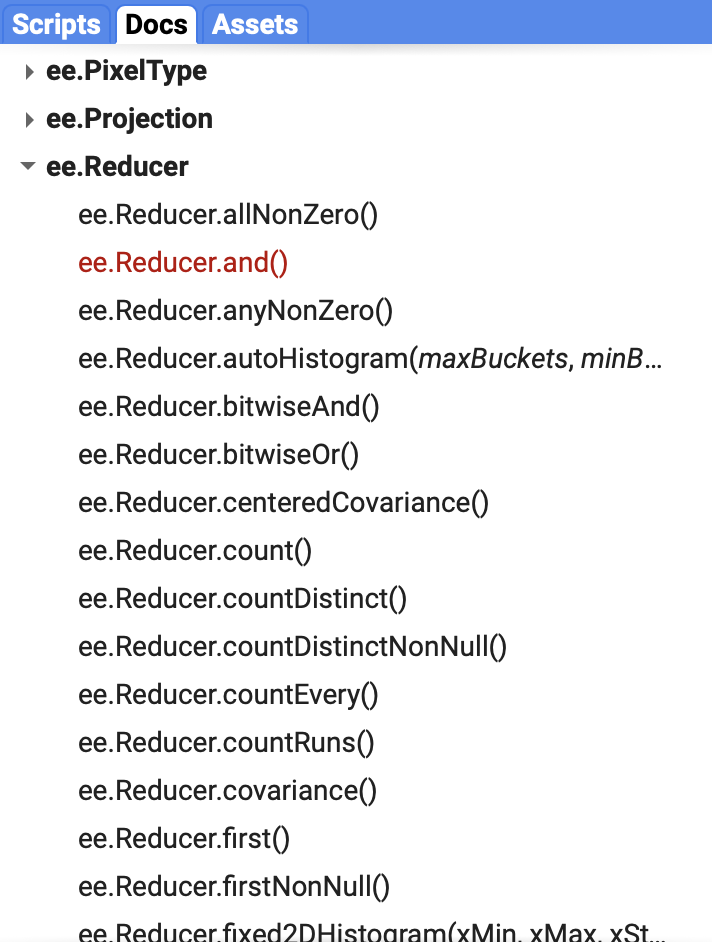 Scripts Docs Assets
ee.PixelType
ee.Projection
ee.Reducer
ee.Reducer.allNonZero()
ee.Reducer.and()
ee.Reducer.anyNonZero()
ee.Reducer.autoHistogram(maxBuckets, minB...
ee.Reducer.bitwiseAnd()
ee.Reducer.bitwiseOr()
ee.Reducer.centeredCovariance()
ee.Reducer.count()
ee.Reducer.countDistinct()
ee.Reducer.countDistinctNonNull()
ee.Reducer.countEvery()
ee.Reducer.countRuns()
ee.Reducer.covariance()
ee.Reducer.first()
ee.Reducer.firstNonNull()
ee.Reducer.fixed2DHistogram(xMin, xMax, xSt...